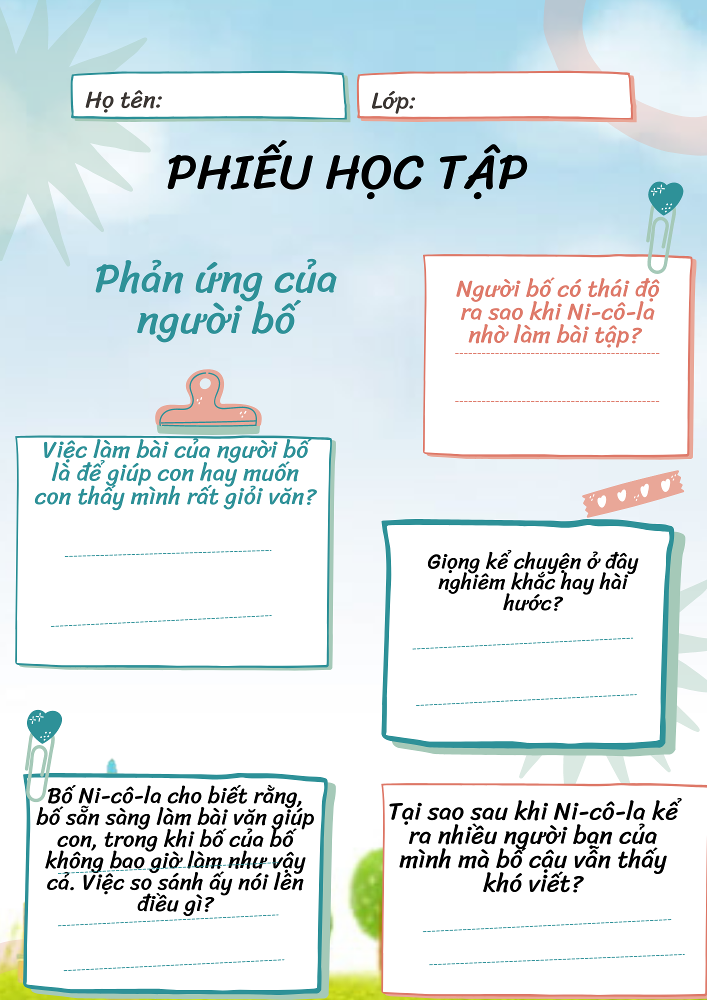 Họ tên:
Lớp:
PHIẾU HỌC TẬP
Phản ứng của
người bố
Người bố có thái độ
ra sao khi Ni-cô-la
nhờ làm bài tập?
Việc làm bài của người bố
là để giúp con hay muốn
con thấy mình rất giỏi văn?
Giọng kể chuyện ở đây
nghiêm khắc hay hài
hước?
Bố Ni-cô-la cho biết rằng,
bố sẵn sàng làm bài văn giúp
con, trong khi bố của bố
không bao giờ làm như vậy
cả. Việc so sánh ấy nói lên
điều gì?
Tại sao sau khi Ni-cô-la kể
ra nhiều người bạn của
mình mà bố cậu vẫn thấy
khó viết?